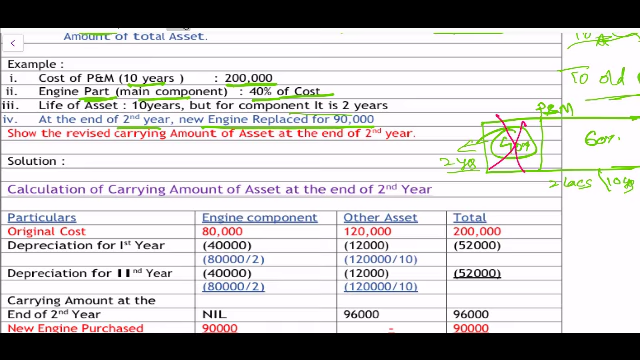 Amount of total Asset.
Example :
i. Cost of P&M (10 years ) : 200,000
ii. Engine Part (main component) : 40% of Cost
iii. Life of Asset : 10years, but for component It is 2 years
iv. At the end of 2nd year, new Engine Replaced for 90,000
Show the revised carrying Amount of Asset at the end of 2nd year.
Solution :
Calculation of Carrying Amount of Asset at the end of 2nd Year
Particulars Engine component Other Asset Total
Original Cost 80,000 120,000 200,000
Depreciation for Ist Year (40000) (12000) (52000)
(80000/2) (120000/10)
Depreciation for IInd Year (40000) (12000) (52000)
(80000/2) (120000/10)
Carrying Amount at the
End of 2nd Year NIL 96000 96000
New Engine Purchased 90000 - 90000
To old
P&M
40%
60%
2 yrs
2 lacs (10 y